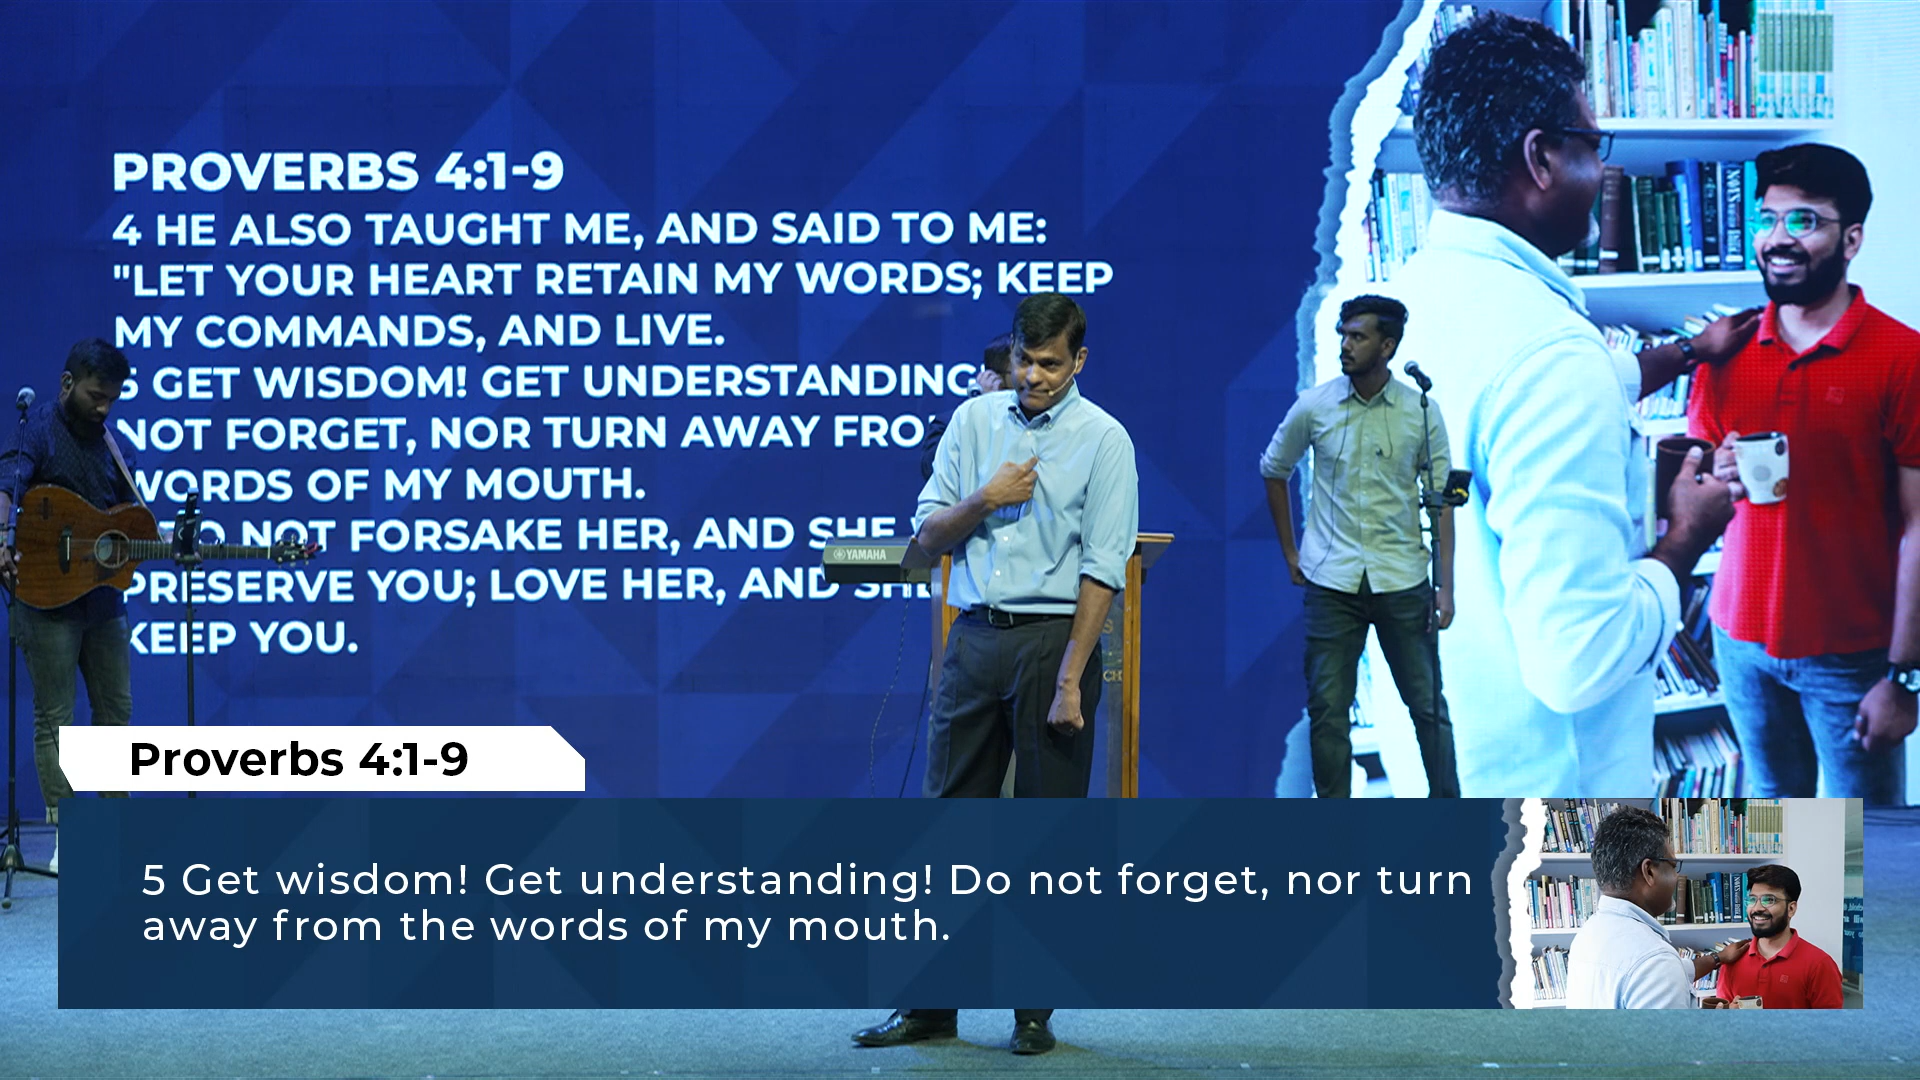 PROVERBS 4:1-9
4 HE ALSO TAUGHT ME, AND SAID TO ME:
"LET YOUR HEART RETAIN MY WORDS; KEEP
MY COMMANDS, AND LIVE.
5 GET WISDOM! GET UNDERSTANDING!
NOT FORGET, NOR TURN AWAY
WORDS OF MY MOUTH.
NOT FORSAKE HER, AND SHE
PRESERVE YOU; LOVE HER, AND SHE
KEEP YOU.
YAMAHA
Proverbs 4:1-9
5 Get wisdom! Get understanding! Do not forget, nor turn
away from the words of my mouth.